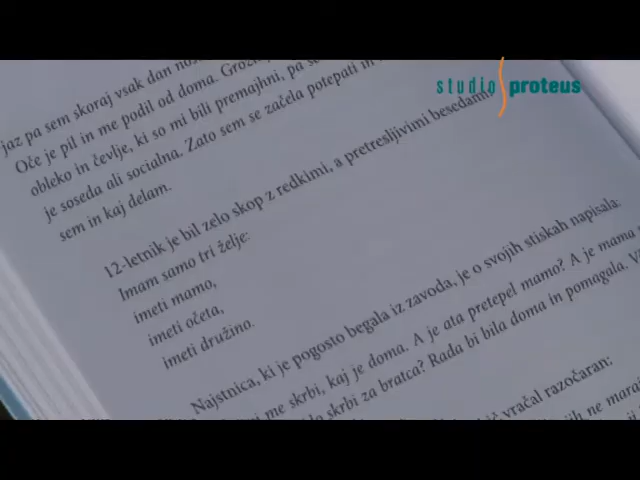 studio proteus
jaz pa sem skoraj vsak dan
Oče je pil in me podil od doma.
obleko in čevlje, ki so mi bili premajhni, pa
je soseda ali socialna. Zato sem se začela potepati in
sem in kaj delam.
12-letnik je bil zelo skop z redkimi, a pretresljivimi besedami:
Imam samo tri želje:
imeti mamo,
imeti očeta,
imeti družino.
Najstnica, ki je pogosto begala iz zavoda, je o svojih stiskah napisala:
me skrbi, kaj je doma. A je ata pretepel mamo? A je mama
skrbi za bratca? Rada bi bila doma in pomagala.
vračal razočaran:
ne